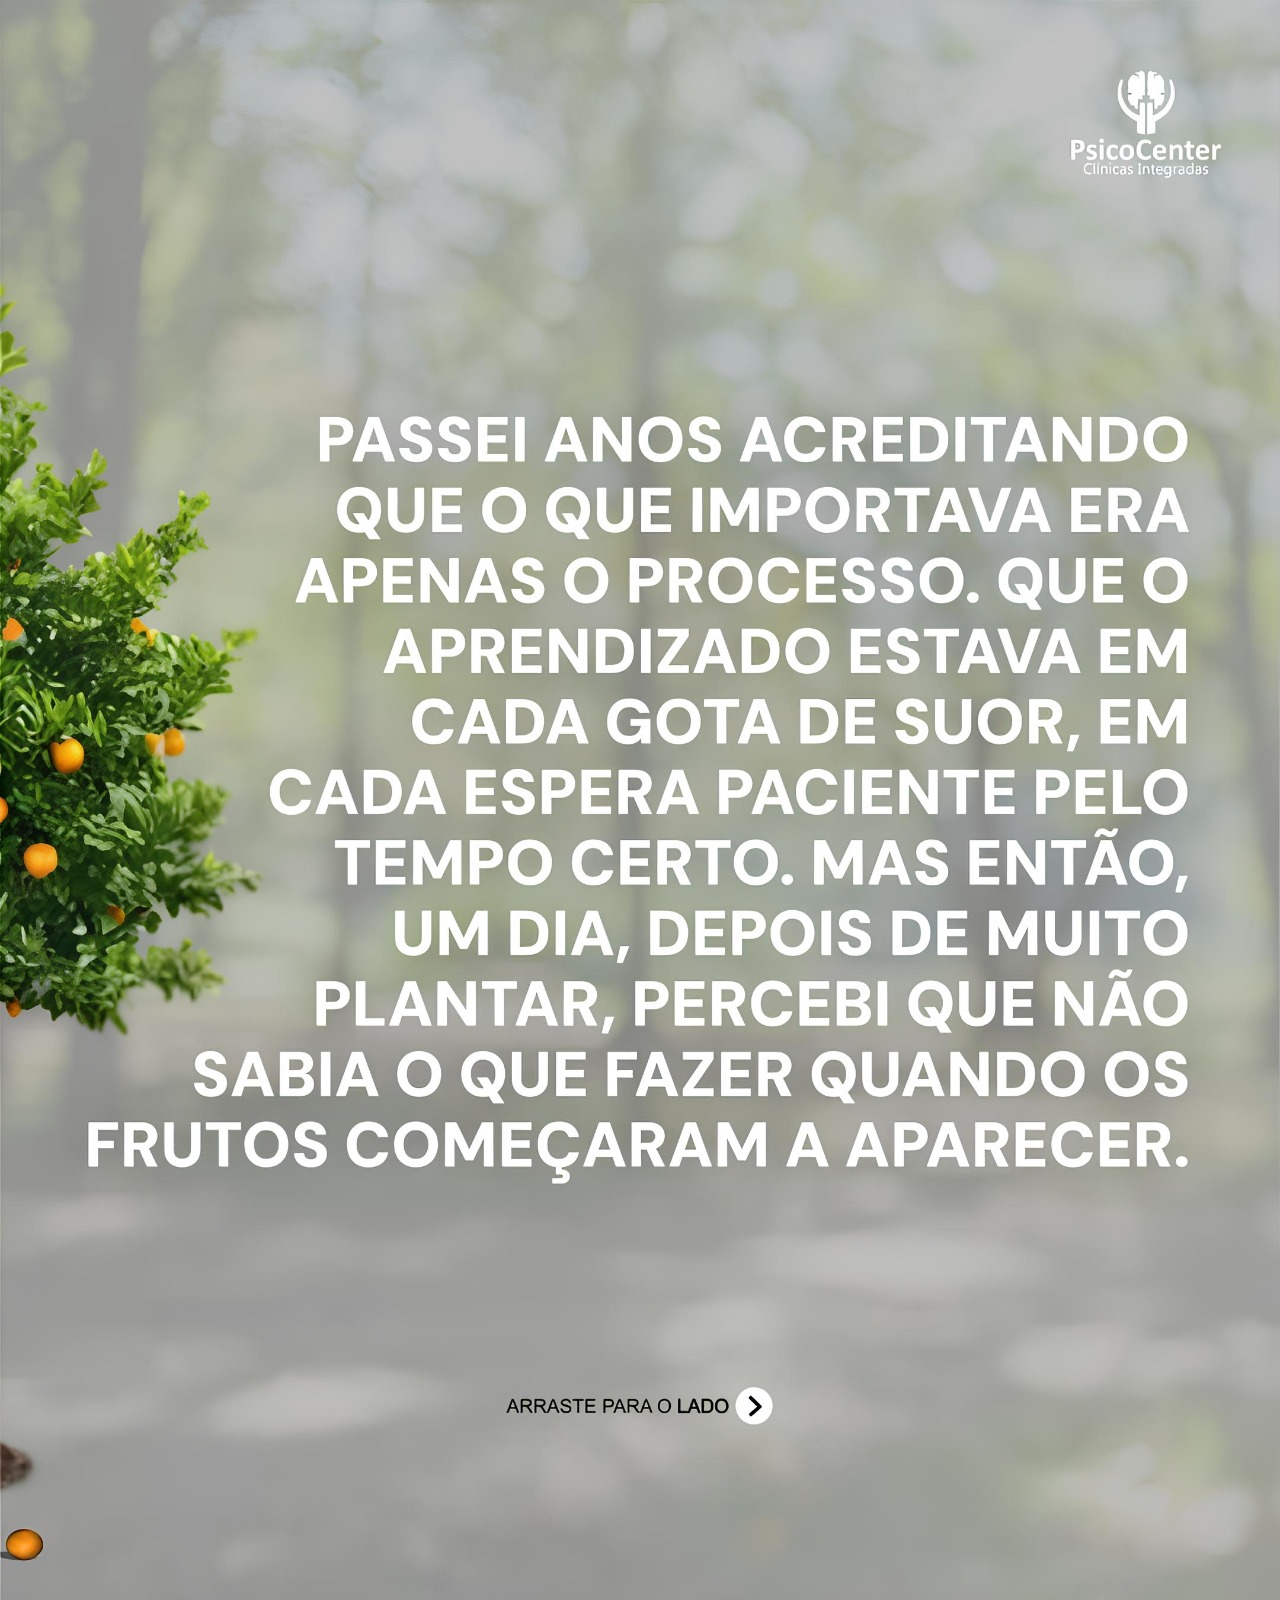 PsicoCenter
Clínicas Integradas
PASSEI ANOS ACREDITANDO
QUE O QUE IMPORTAVA ERA
APENAS O PROCESSO. QUE O
APRENDIZADO ESTAVA EM
CADA GOTA DE SUOR, EM
CADA ESPERA PACIENTE PELO
TEMPO CERTO. MAS ENTÃO,
UM DIA, DEPOIS DE MUITO
PLANTAR, PERCEBI QUE NÃO
SABIA O QUE FAZER QUANDO OS
FRUTOS COMEÇARAM A APARECER.
ARRASTE PARA O LADO